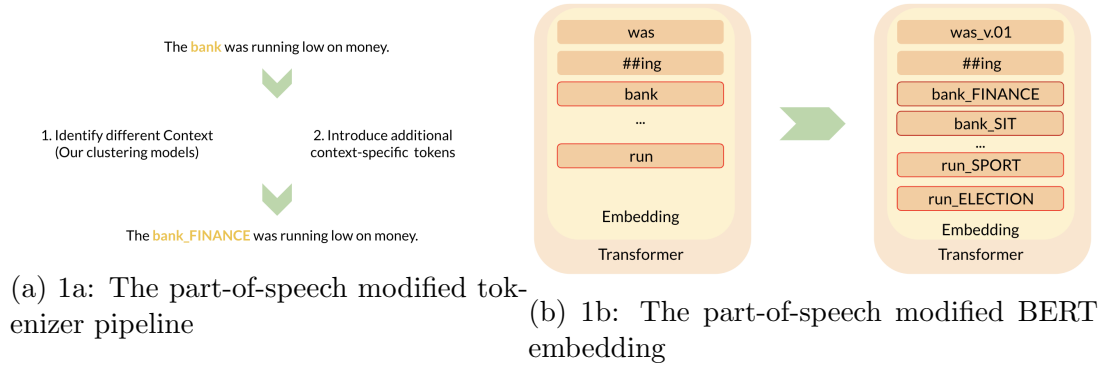 The bank was running low on money.
1. Identify different Context
(Our clustering models)
2. Introduce additional
context-specific tokens
The bank_FINANCE was running low on money.
(a) 1a: The part-of-speech modified tok-
enizer pipeline
was
##ing
bank
...
run
Embedding
Transformer
was_v.01
##ing
bank_FINANCE
bank_SIT
...
run_SPORT
run_ELECTION
Embedding
Transformer
(b) 1b: The part-of-speech modified BERT
embedding